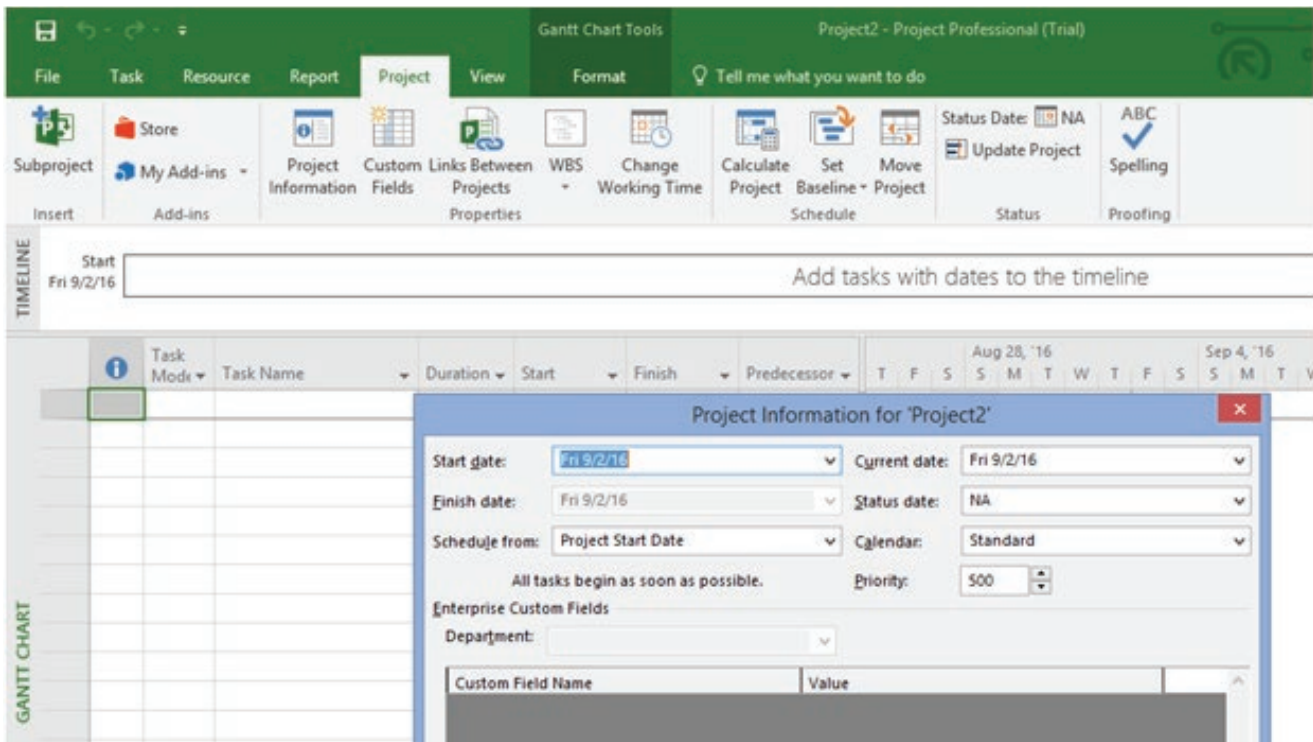 Gantt Chart Tools Project2 - Project Professional (Trial)
File Task Resource Report Project View Format Tell me what you want to do
Subproject
Insert
Store
My Add-ins
Add-ins
Project Information
Custom Fields
Links Between Projects
WBS
Change Working Time
Properties
Calculate Project
Set Baseline
Move Project
Schedule
Status Date: NA
Update Project
Status
ABC
Spelling
Proofing
TIMELINE
Start
Fri 9/2/16
Add tasks with dates to the timeline
GANTT CHART
Task Mode Task Name Duration Start Finish Predecessor
Aug 28, '16 Sep 4, '16
T F S S M T W T F S S M T
Project Information for 'Project2'
Start date: Fri 9/2/16 Current date: Fri 9/2/16
Finish date: Fri 9/2/16 Status date: NA
Schedule from: Project Start Date Calendar: Standard
All tasks begin as soon as possible. Priority: 500
Enterprise Custom Fields
Department:
Custom Field Name Value